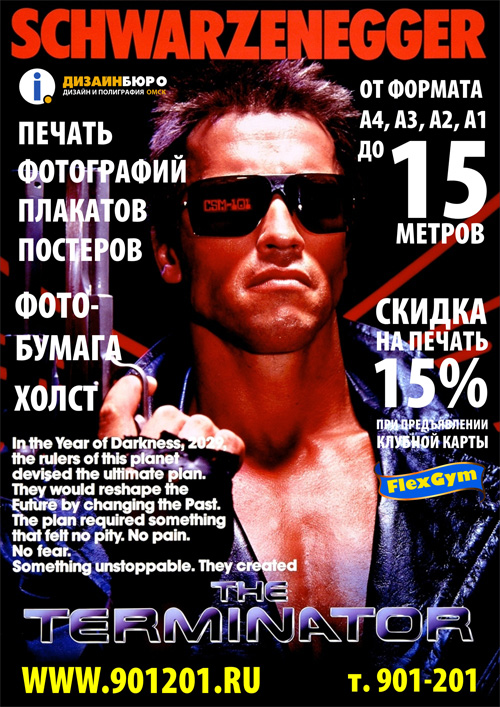 SCHWARZENEGGER
i.
ДИЗАЙНБЮРО
ДИЗАЙН И ПОЛИГРАФИЯ ОМСК
ПЕЧАТЬ
ФОТОГРАФИЙ
ПЛАКАТОВ
ПОСТЕРОВ
ФОТО-
БУМАГА
ХОЛСТ
ОТ ФОРМАТА
А4, А3, А2, А1
ДО 15
МЕТРОВ
CSM-101
СКИДКА
НА ПЕЧАТЬ
15%
ПРИ ПРЕДЪЯВЛЕНИИ
КЛУБНОЙ КАРТЫ
FlexGym
In the Year of Darkness, 2029,
the rulers of this planet
devised the ultimate plan.
They would reshape the
Future by changing the Past.
The plan required something
that felt no pity. No pain.
No fear.
Something unstoppable. They created
THE
TERMINATOR
WWW.901201.RU
т. 901-201